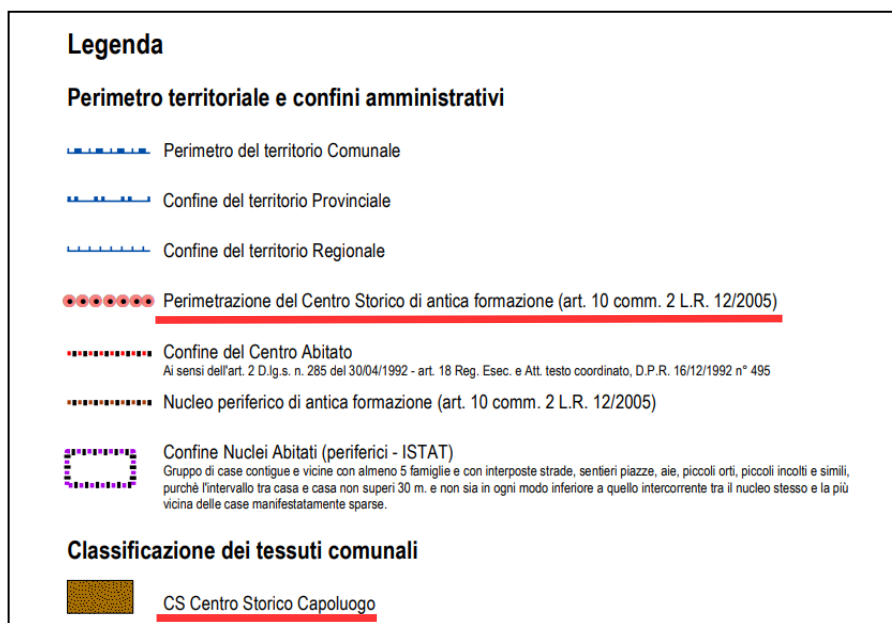 Legenda
Perimetro territoriale e confini amministrativi
Perimetro del territorio Comunale
Confine del territorio Provinciale
Confine del territorio Regionale
Perimetrazione del Centro Storico di antica formazione (art. 10 comm. 2 L.R. 12/2005)
Confine del Centro Abitato
Ai sensi dell'art. 2 D.lg.s. n. 285 del 30/04/1992 - art. 18 Reg. Esec. e Att. testo coordinato, D.P.R. 16/12/1992 n° 495
Nucleo periferico di antica formazione (art. 10 comm. 2 L.R. 12/2005)
Confine Nuclei Abitati (periferici - ISTAT)
Gruppo di case contigue e vicine con almeno 5 famiglie e con interposte strade, sentieri piazze, aie, piccoli orti, piccoli incolti e simili,
purchè l'intervallo tra casa e casa non superi 30 m. e non sia in ogni modo inferiore a quello intercorrente tra il nucleo stesso e la più
vicina delle case manifestatamente sparse.
Classificazione dei tessuti comunali
CS Centro Storico Capoluogo